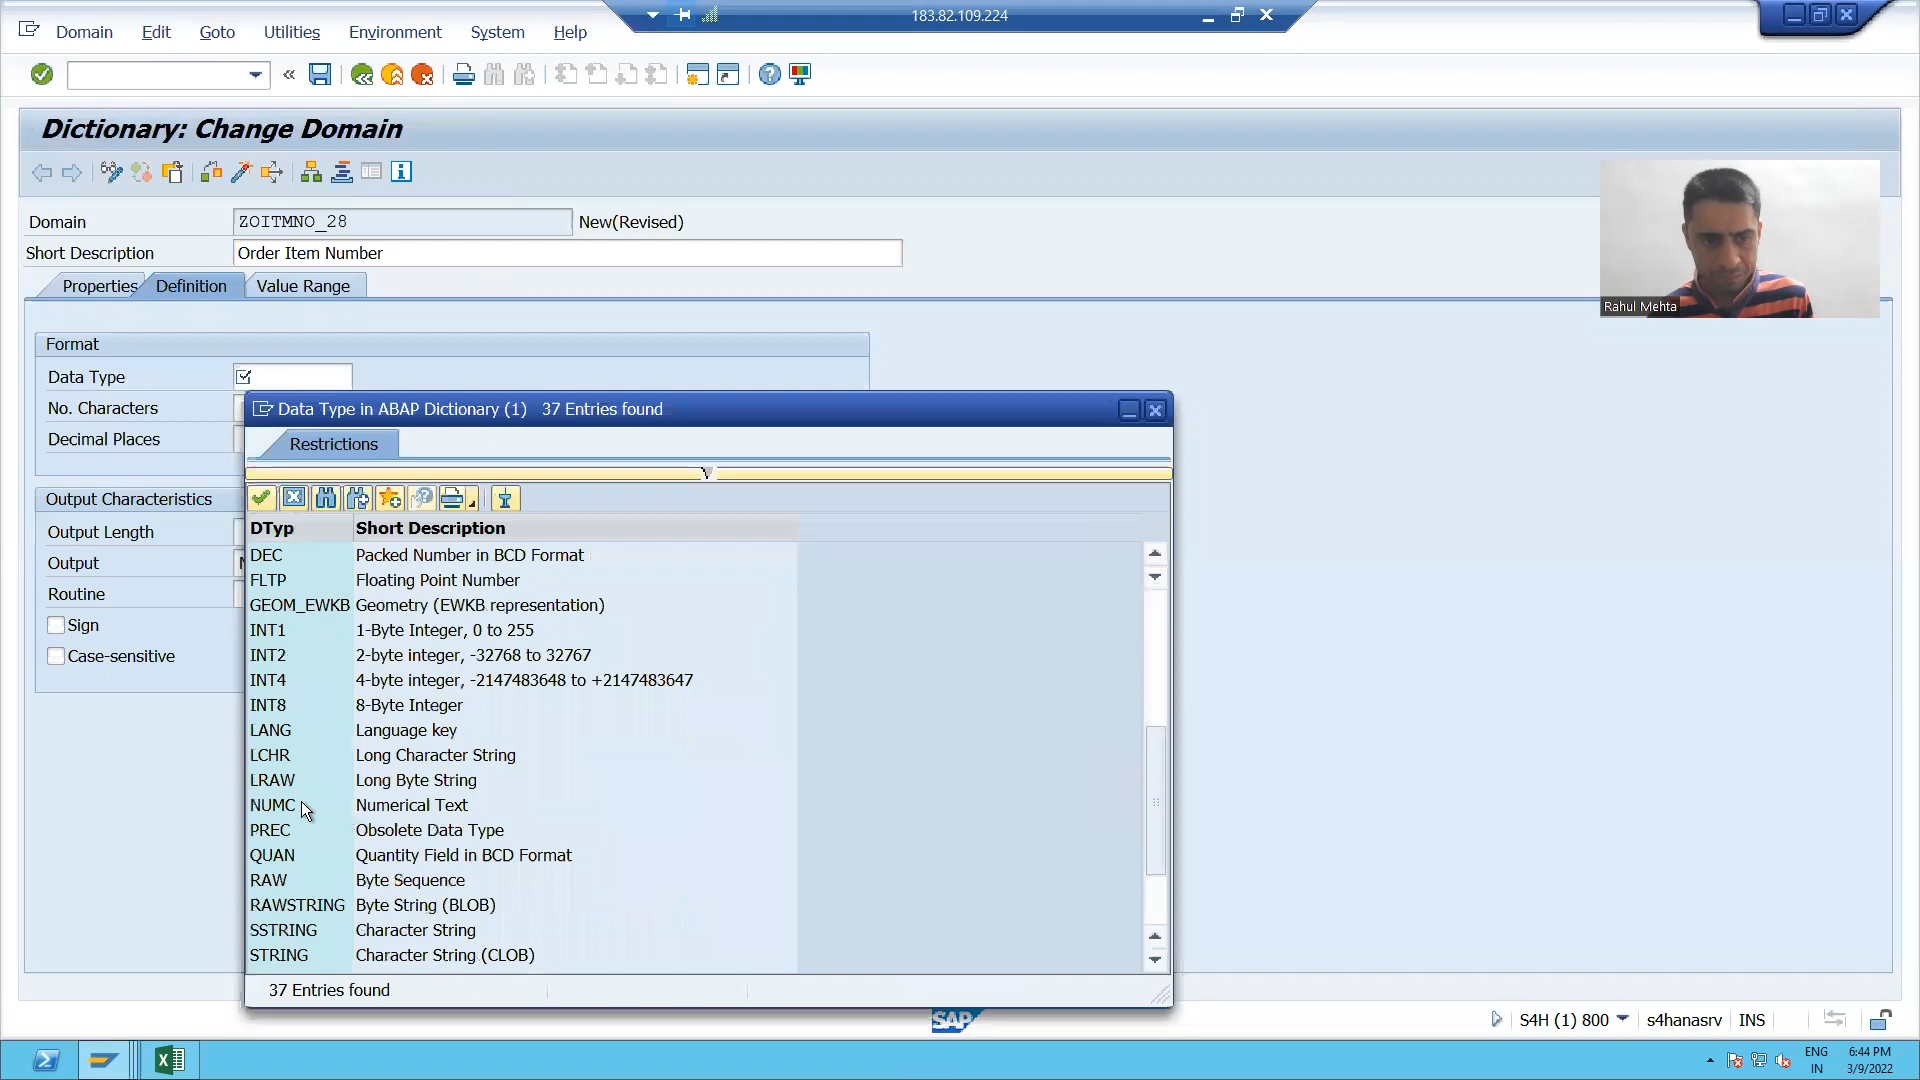 183.82.109.224
Domain Edit Goto Utilities Environment System Help
Dictionary: Change Domain
Domain ZOITMNO_28 New(Revised)
Short Description Order Item Number
Properties Definition Value Range
Rahul Mehta
Format
Data Type
No. Characters
Decimal Places
Output Characteristics
Output Length
Output
Routine
Sign
Case-sensitive
Data Type in ABAP Dictionary (1) 37 Entries found
Restrictions
DTyp Short Description
DEC Packed Number in BCD Format
FLTP Floating Point Number
GEOM_EWKB Geometry (EWKB representation)
INT1 1-Byte Integer, 0 to 255
INT2 2-byte integer, -32768 to 32767
INT4 4-byte integer, -2147483648 to +2147483647
INT8 8-Byte Integer
LANG Language key
LCHR Long Character String
LRAW Long Byte String
NUMC Numerical Text
PREC Obsolete Data Type
QUAN Quantity Field in BCD Format
RAW Byte Sequence
RAWSTRING Byte String (BLOB)
SSTRING Character String
STRING Character String (CLOB)
37 Entries found
SAP
S4H (1) 800 s4hanasrv INS
ENG 6:44 PM
IN 3/9/2022